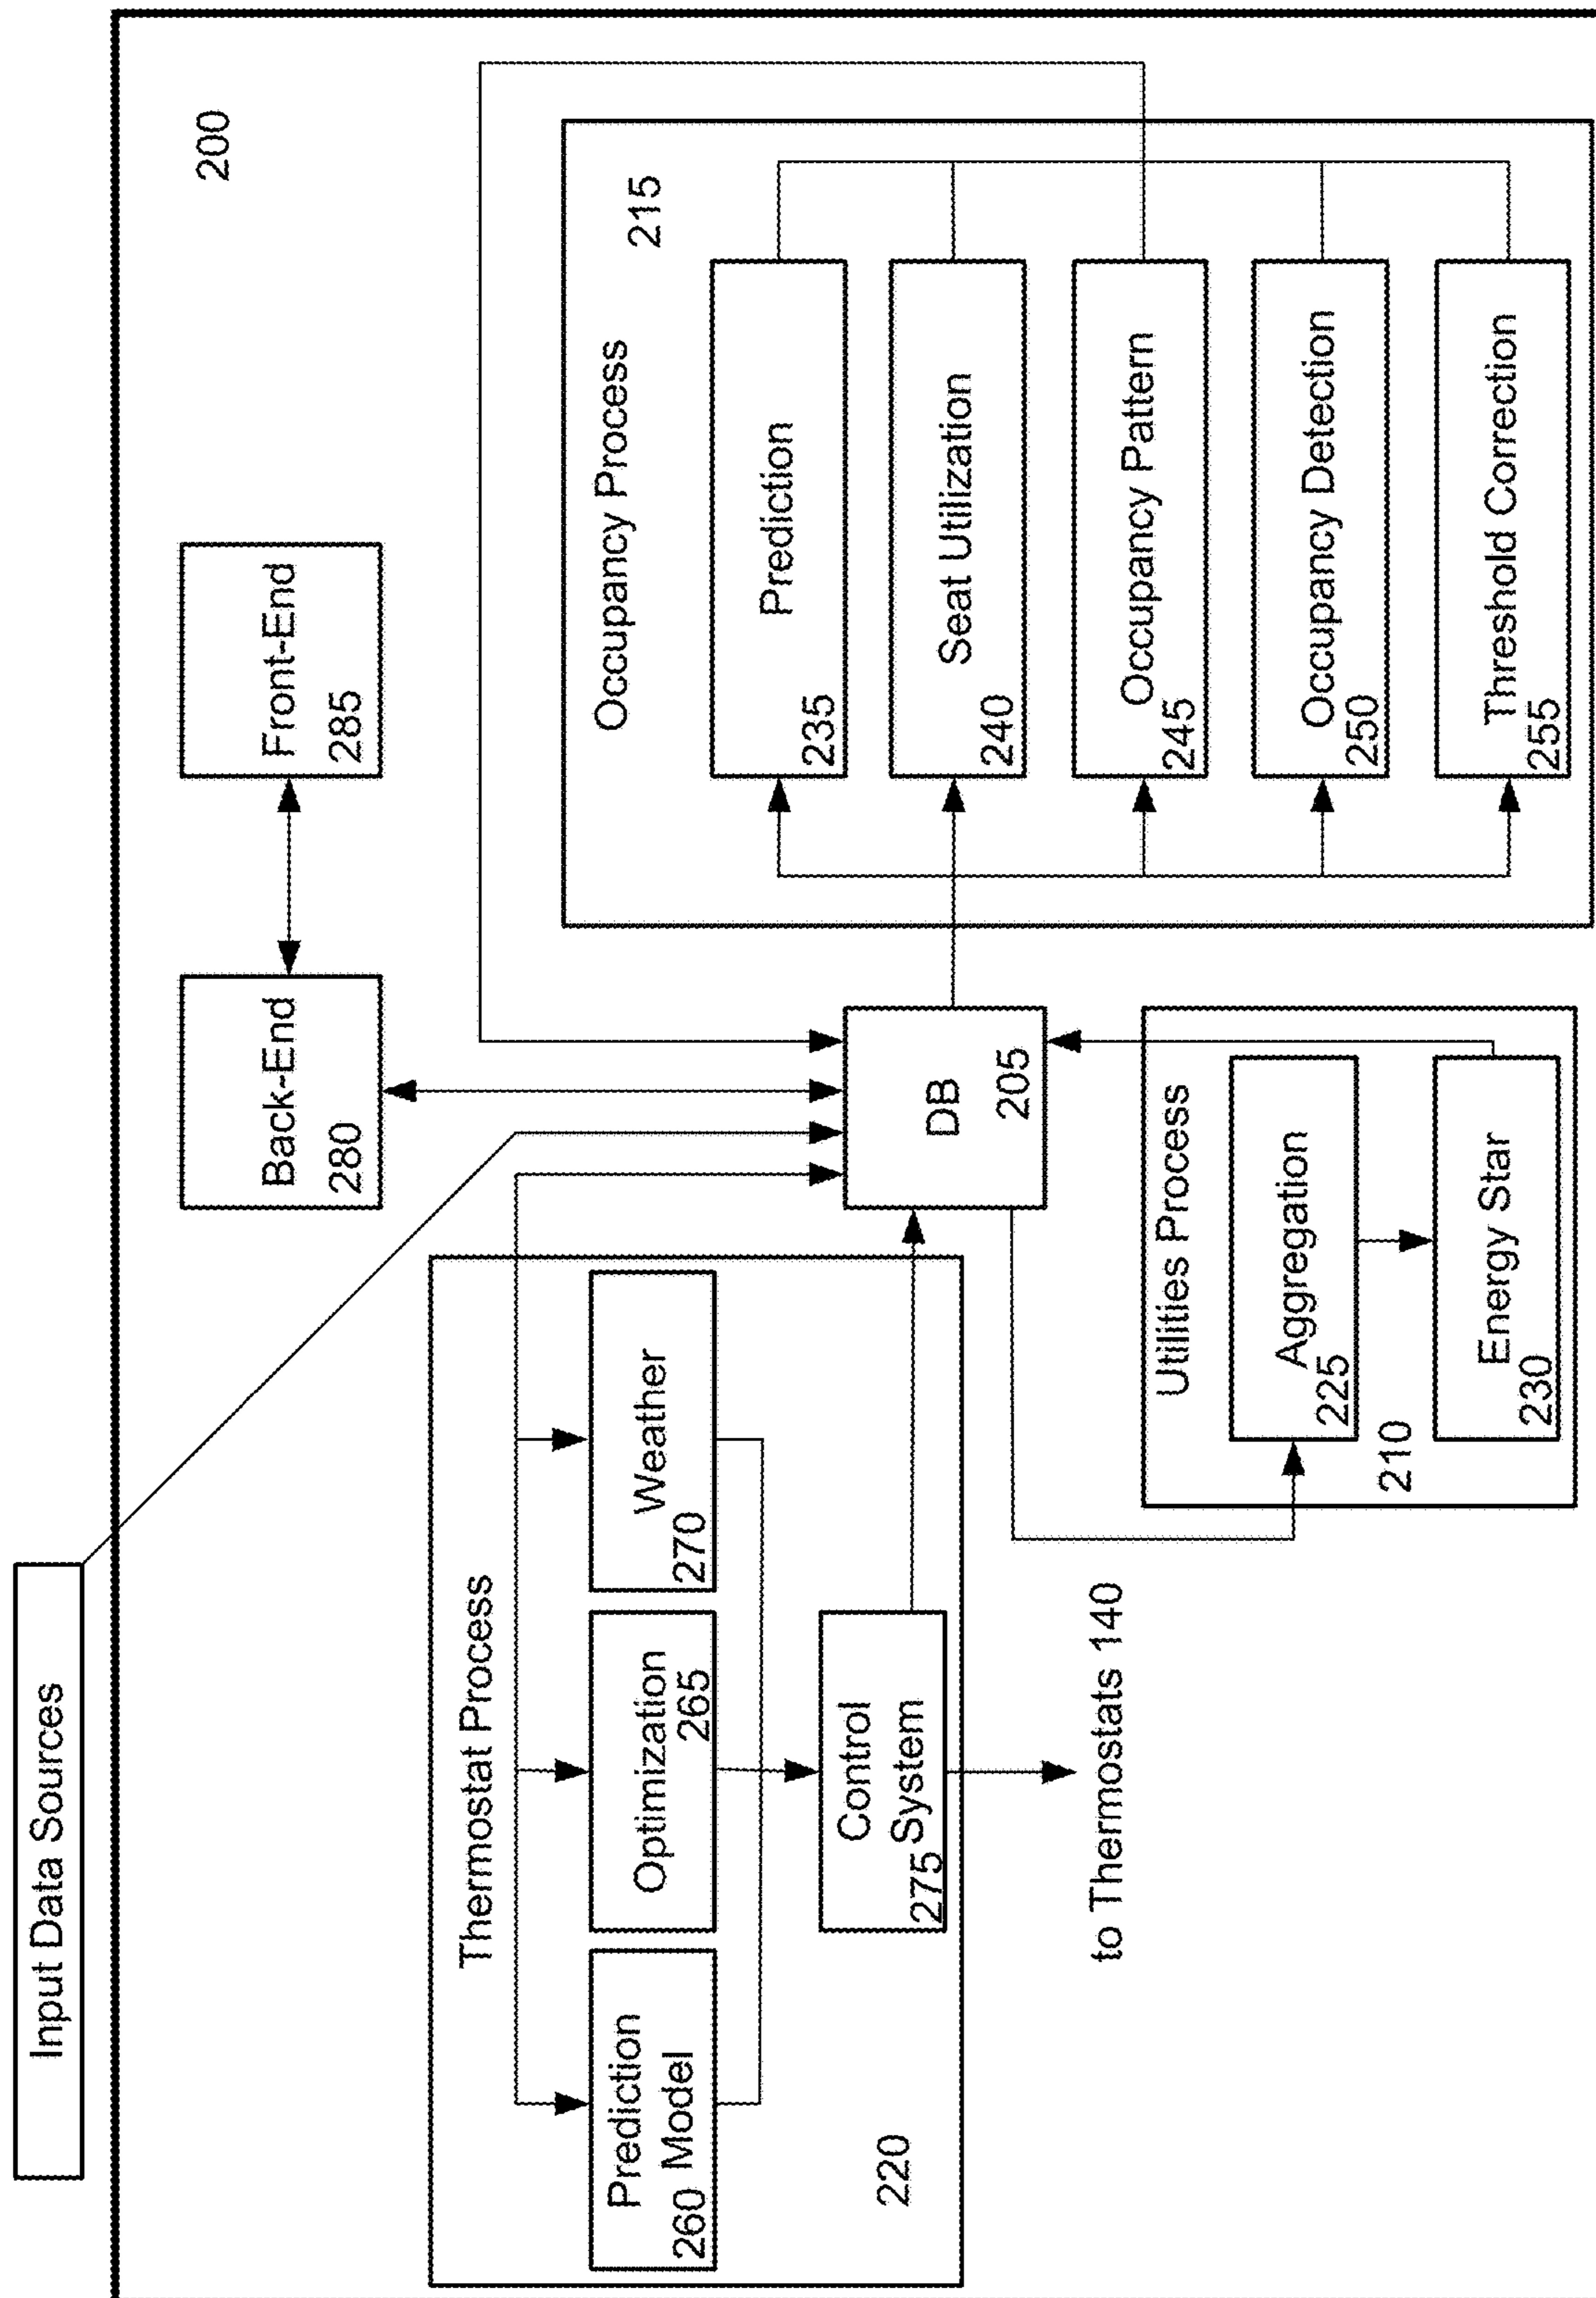 Input Data Sources
200
Thermostat Process
Prediction
Model
260
Optimization
265
Weather
270
Control
System
275
220
to Thermostats 140
Back-End
280
Front-End
285
DB
205
Utilities Process
Aggregation
225
210
Energy Star
230
Occupancy Process
215
Prediction
235
Seat Utilization
240
Occupancy Pattern
245
Occupancy Detection
250
Threshold Correction
255